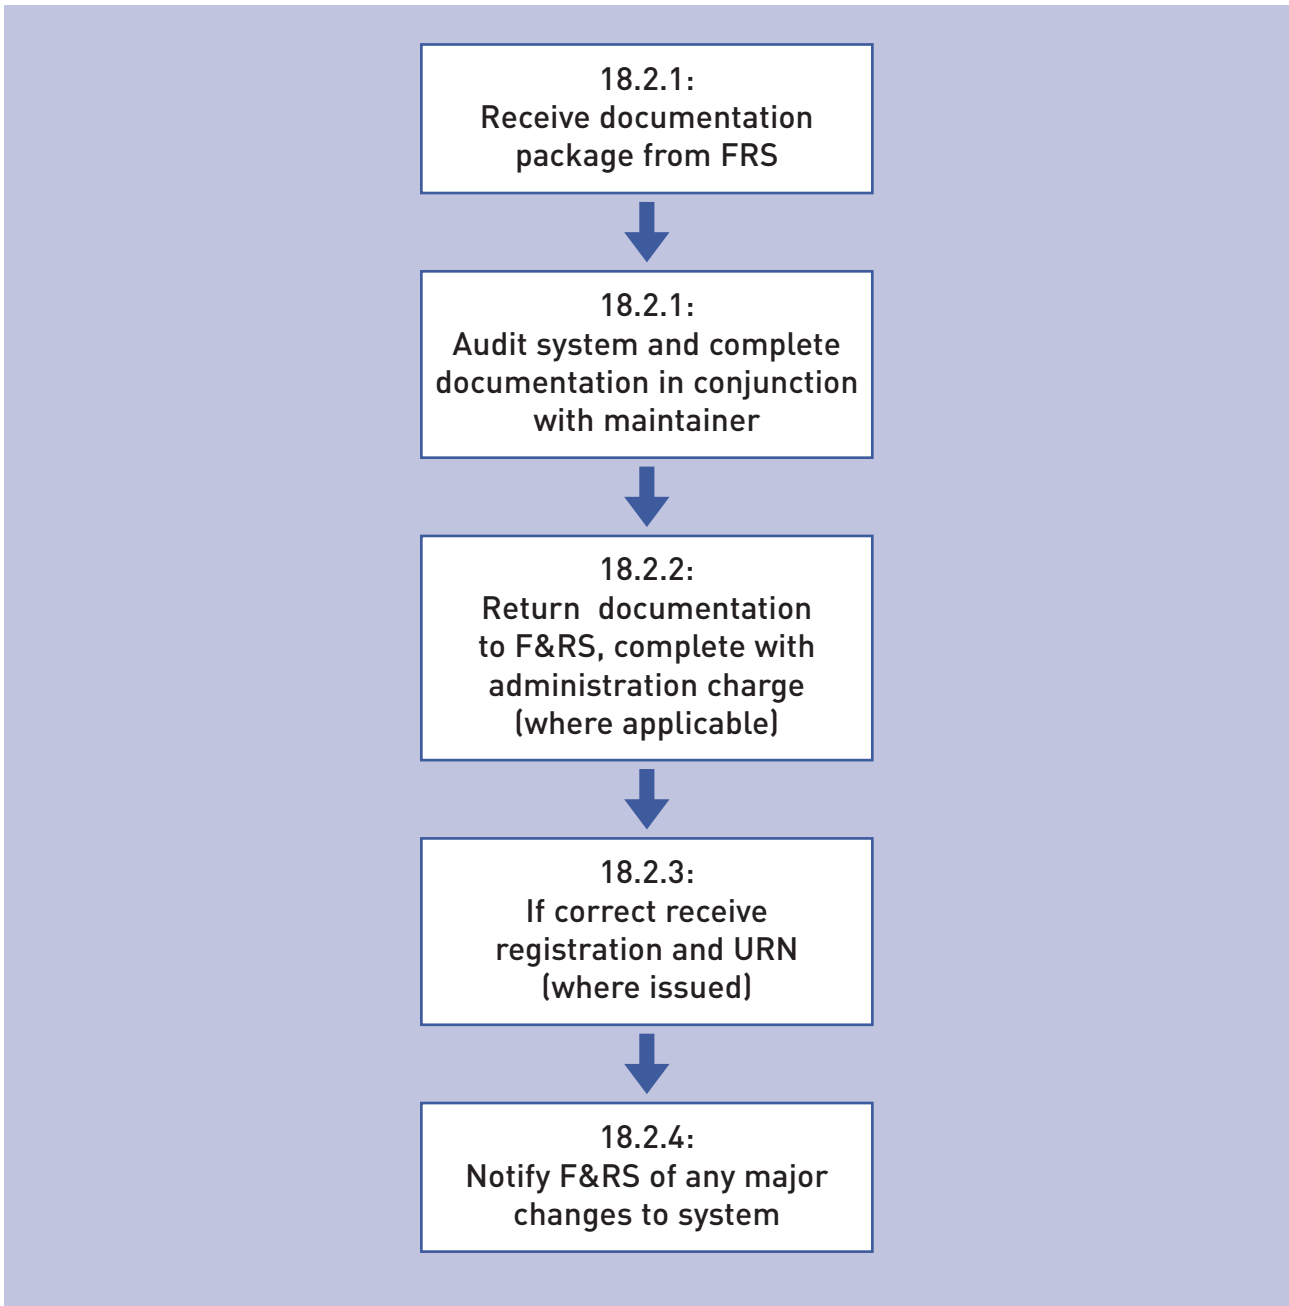 18.2.1:
Receive documentation
package from FRS
18.2.1:
Audit system and complete
documentation in conjunction
with maintainer
18.2.2:
Return  documentation
to F&RS, complete with
administration charge
(where applicable)
18.2.3:
If correct receive
registration and URN
(where issued)
18.2.4:
Notify F&RS of any major
changes to system